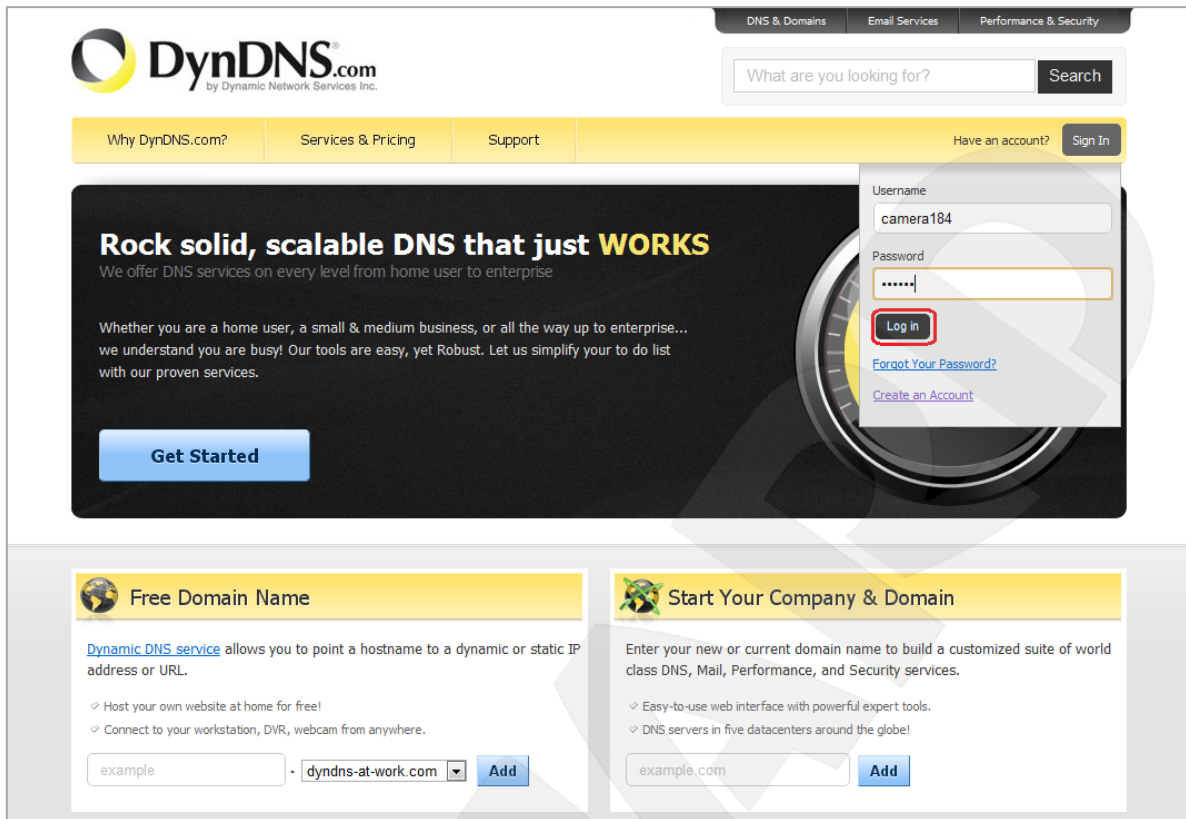 DNS & Domains Email Services Performance & Security
DynDNS.com
by Dynamic Network Services Inc.
What are you looking for? Search
Why DynDNS.com? Services & Pricing Support Have an account? Sign In
Username
camera184
Password
••••••
Log in
Forgot Your Password?
Create an Account
Rock solid, scalable DNS that just WORKS
We offer DNS services on every level from home user to enterprise
Whether you are a home user, a small & medium business, or all the way up to enterprise...
we understand you are busy! Our tools are easy, yet Robust. Let us simplify your to do list
with our proven services.
Get Started
Free Domain Name
Dynamic DNS service allows you to point a hostname to a dynamic or static IP
address or URL.
Host your own website at home for free!
Connect to your workstation, DVR, webcam from anywhere.
example . dyndns-at-work.com Add
Start Your Company & Domain
Enter your new or current domain name to build a customized suite of world
class DNS, Mail, Performance, and Security services.
Easy-to-use web interface with powerful expert tools.
DNS servers in five datacenters around the globe!
example.com Add